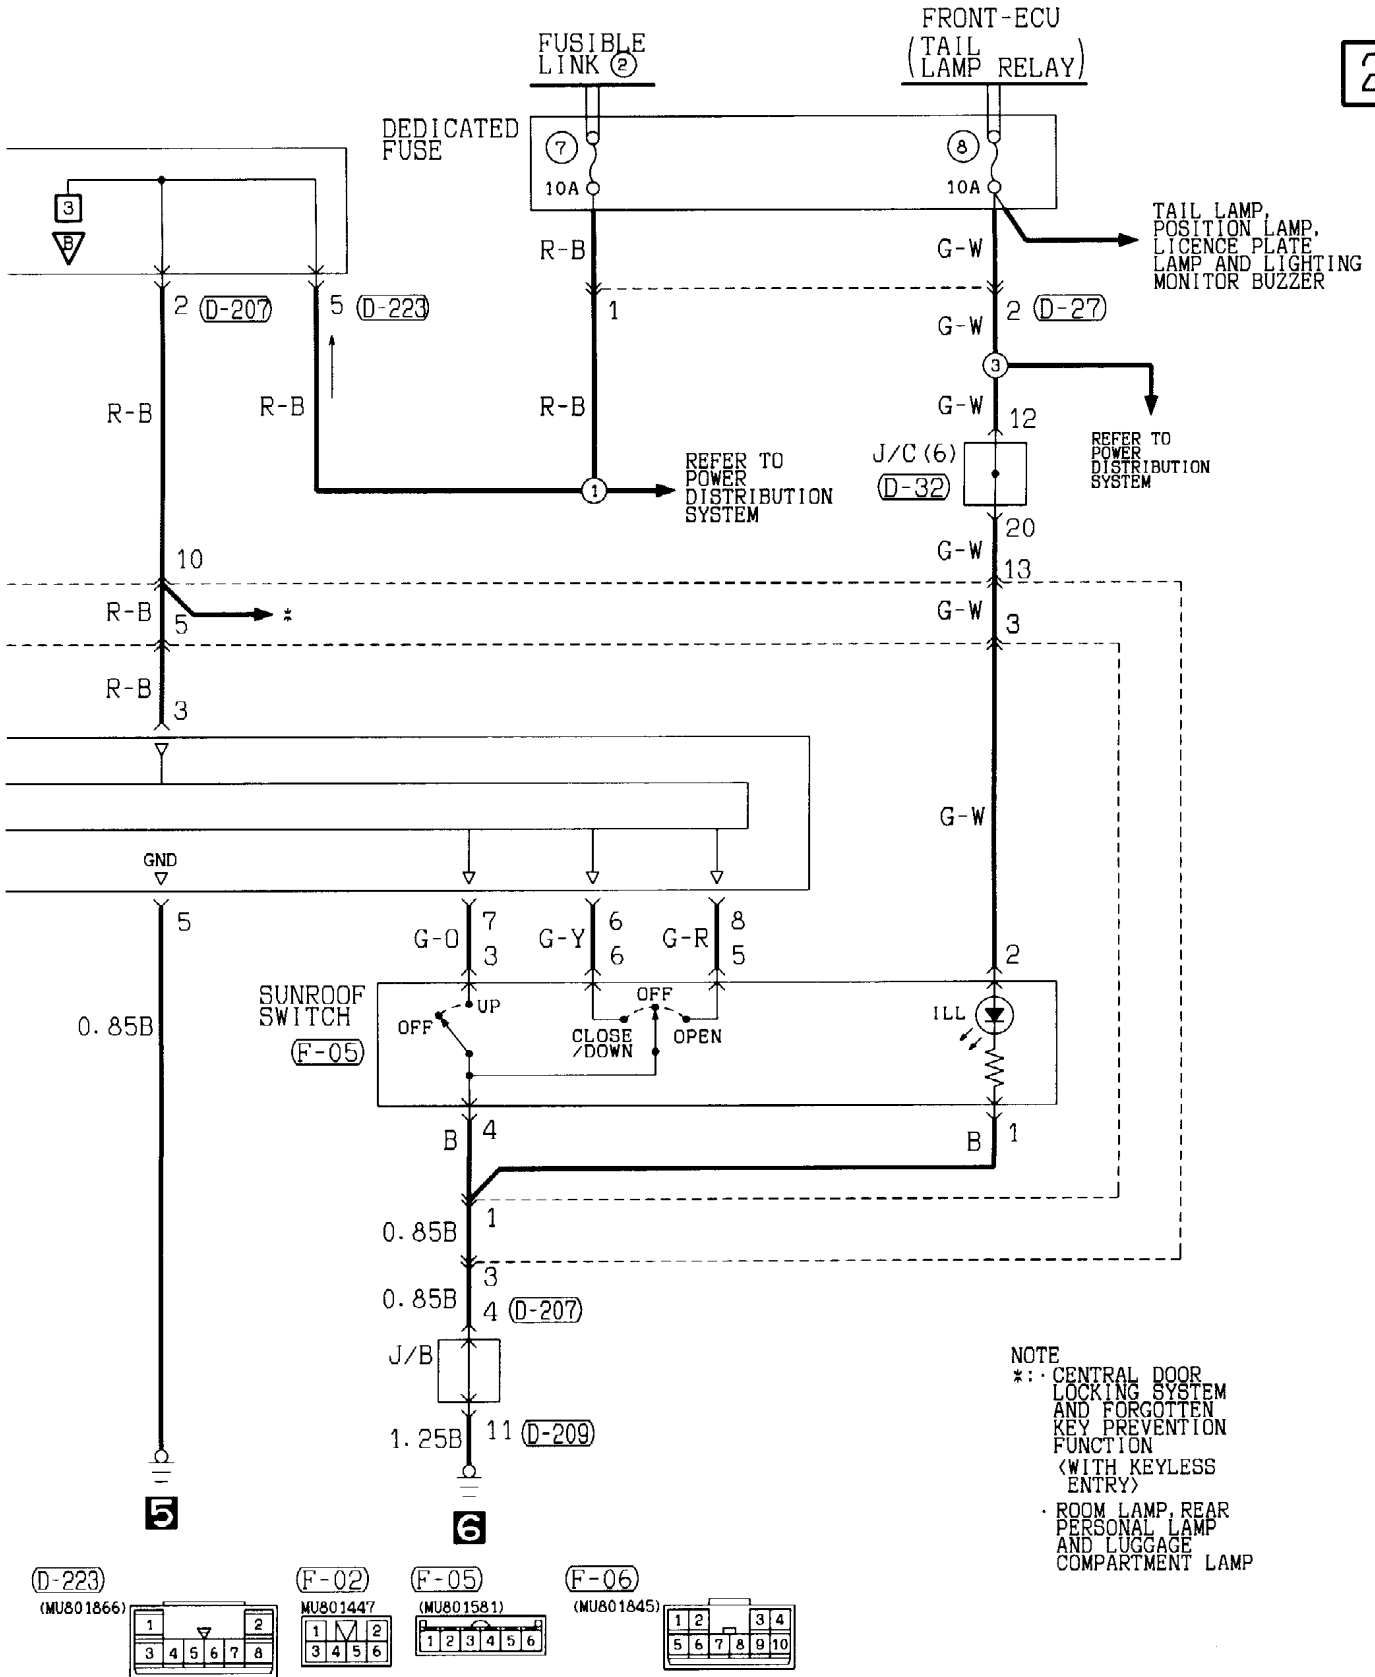 FRONT-ECU
(TAIL
LAMP RELAY)
FUSIBLE
LINK ②
2
DEDICATED
FUSE
7
10A
8
10A
3
B
TAIL LAMP,
POSITION LAMP,
LICENCE PLATE
LAMP AND LIGHTING
MONITOR BUZZER
R-B
G-W
2 (D-207)
5 (D-223)
1
2 (D-27)
G-W
3
R-B
R-B
R-B
G-W
12
REFER TO
POWER
DISTRIBUTION
SYSTEM
J/C(6)
(D-32)
1
REFER TO
POWER
DISTRIBUTION
SYSTEM
20
G-W
10
13
R-B
5
*
G-W
3
R-B
3
G-W
GND
5
7
6
8
G-O
G-Y
G-R
3
6
5
2
SUNROOF
SWITCH
(F-05)
OFF
UP
OFF
CLOSE
/DOWN
OPEN
ILL
0.85B
B
4
B
1
1
0.85B
3
0.85B
4 (D-207)
J/B
1.25B
11 (D-209)
5
6
NOTE
*:· CENTRAL DOOR
LOCKING SYSTEM
AND FORGOTTEN
KEY PREVENTION
FUNCTION
<WITH KEYLESS
ENTRY>
· ROOM LAMP, REAR
PERSONAL LAMP
AND LUGGAGE
COMPARTMENT LAMP
(D-223)
(MU801866)
1 2
3 4 5 6 7 8
(F-02)
MU801447
1 2
3 4 5 6
(F-05)
(MU801581)
1 2 3 4 5 6
(F-06)
(MU801845)
1 2 3 4
5 6 7 8 9 10